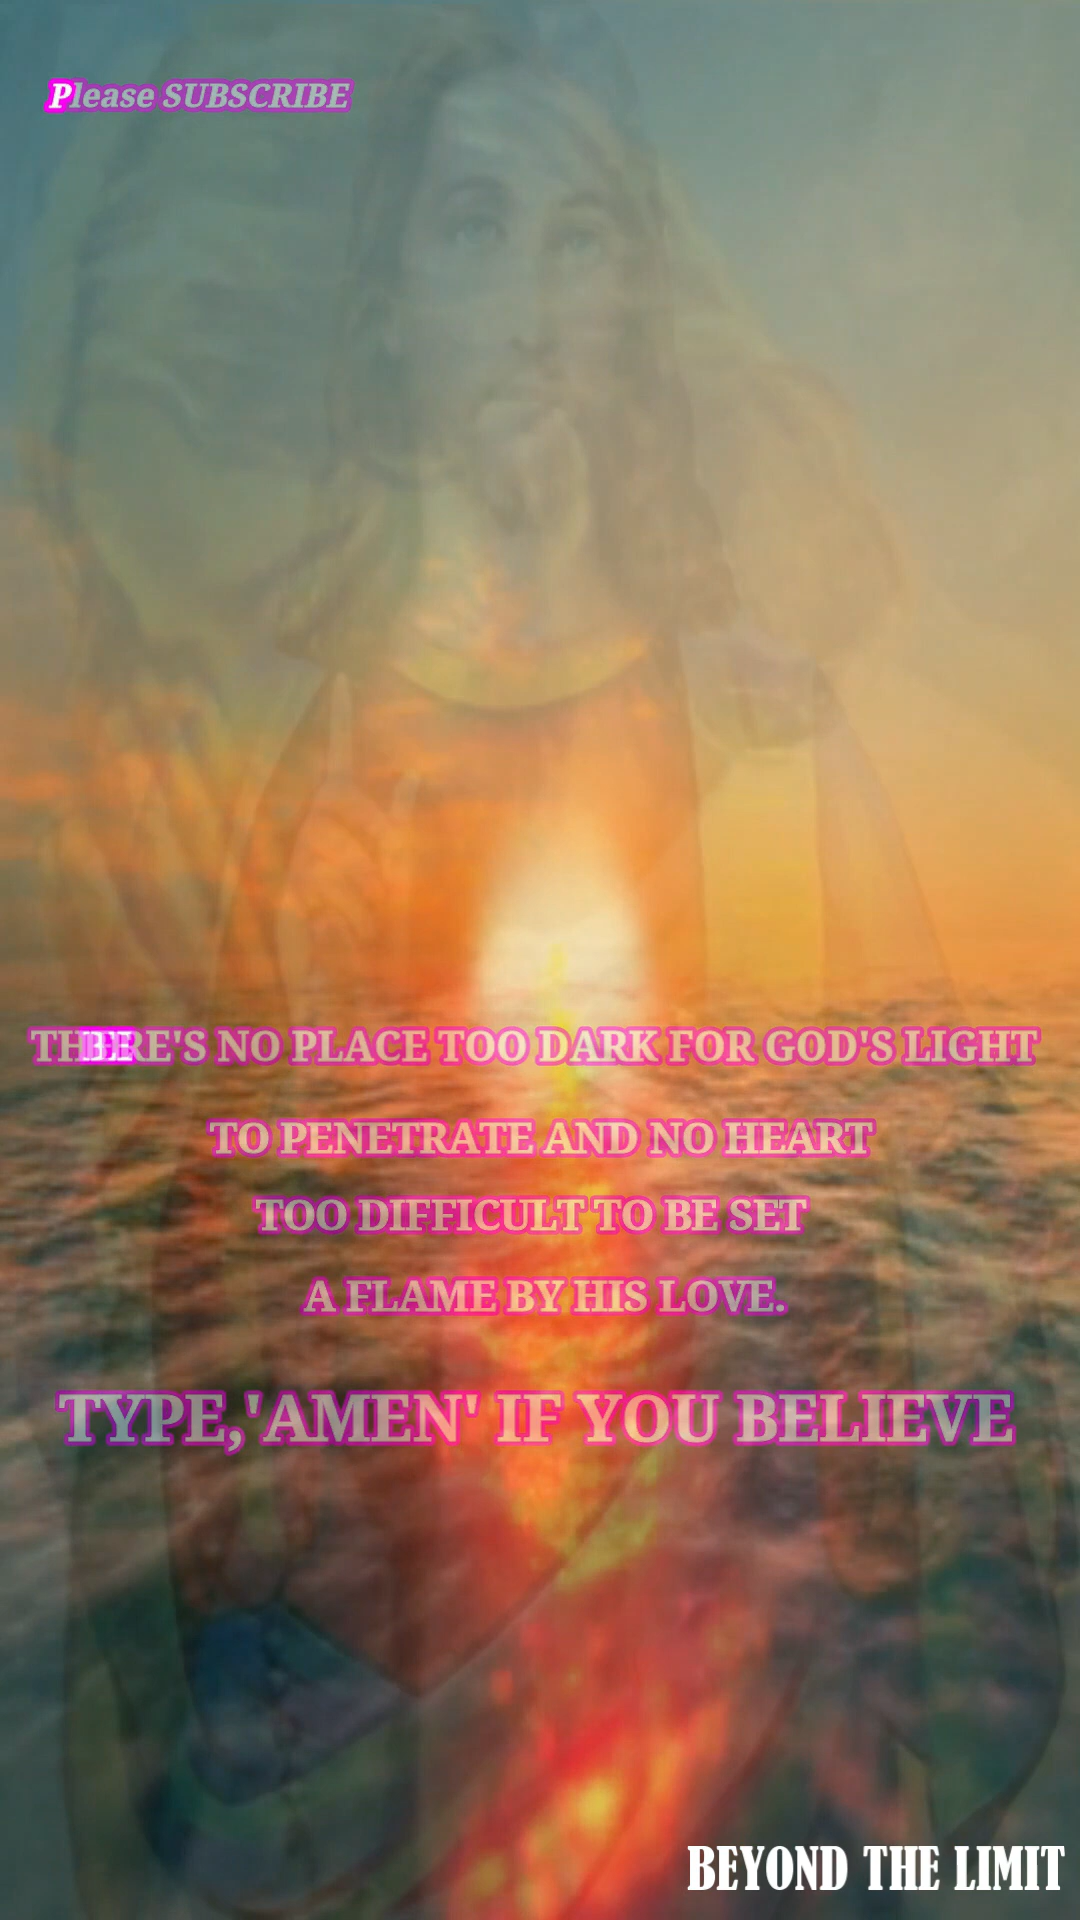 Please SUBSCRIBE
THERE'S NO PLACE TOO DARK FOR GOD'S LIGHT
TO PENETRATE AND NO HEART
TOO DIFFICULT TO BE SET
A FLAME BY HIS LOVE.
TYPE,'AMEN' IF YOU BELIEVE
BEYOND THE LIMIT